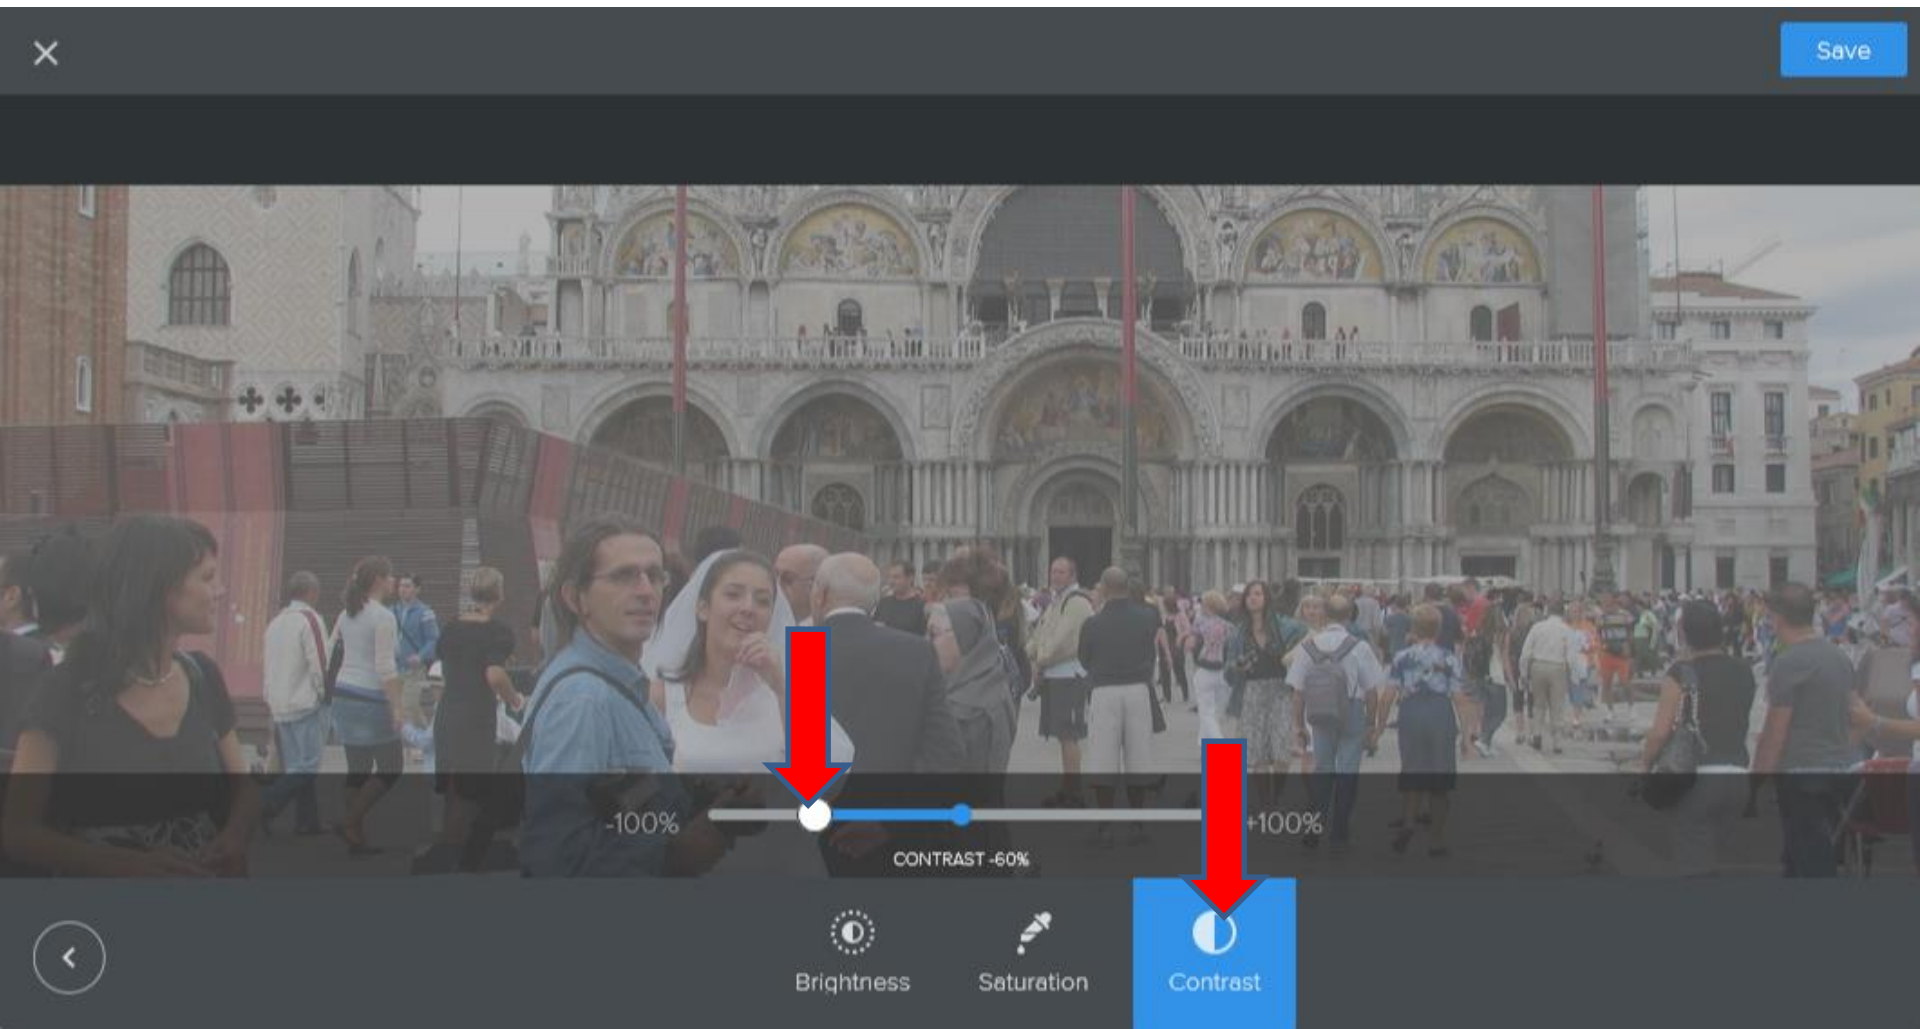 Save
-100%
+100%
CONTRAST -60%
Brightness
Saturation
Contrast